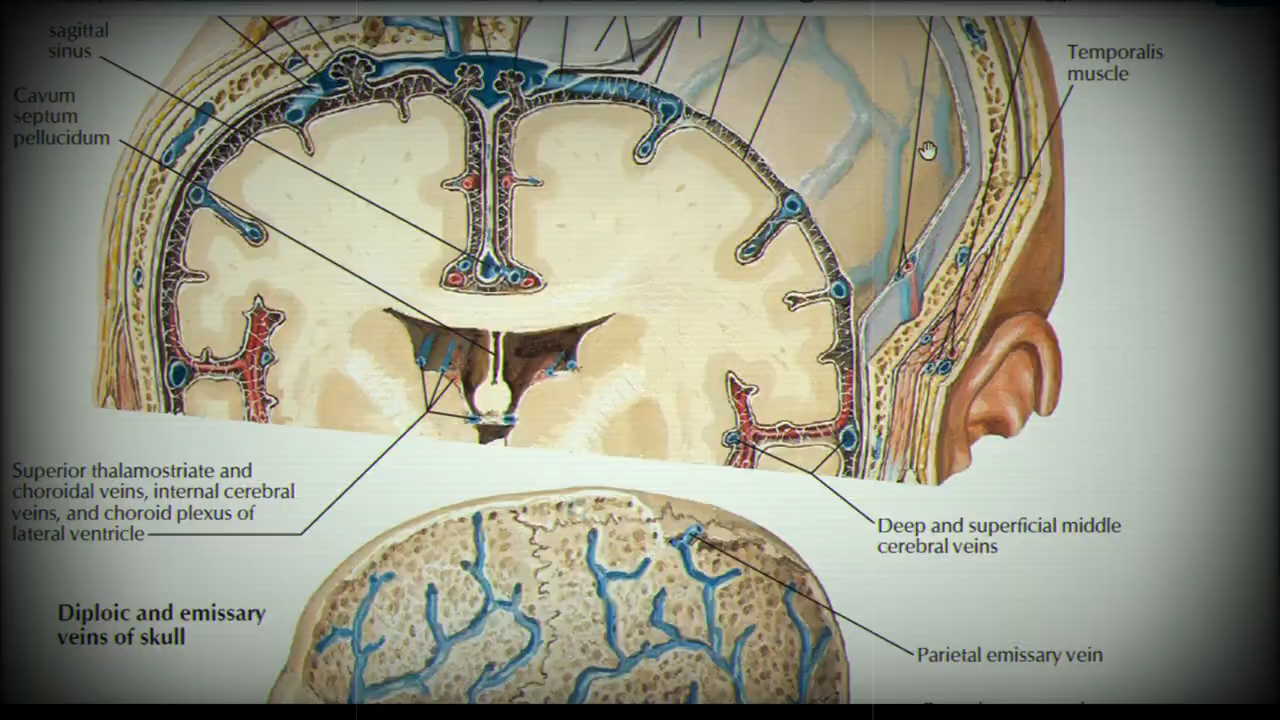 sagittal
sinus
Cavum
septum
pellucidum
Temporalis
muscle
Superior thalamostriate and
choroidal veins, internal cerebral
veins, and choroid plexus of
lateral ventricle
Deep and superficial middle
cerebral veins
Diploic and emissary
veins of skull
Parietal emissary vein